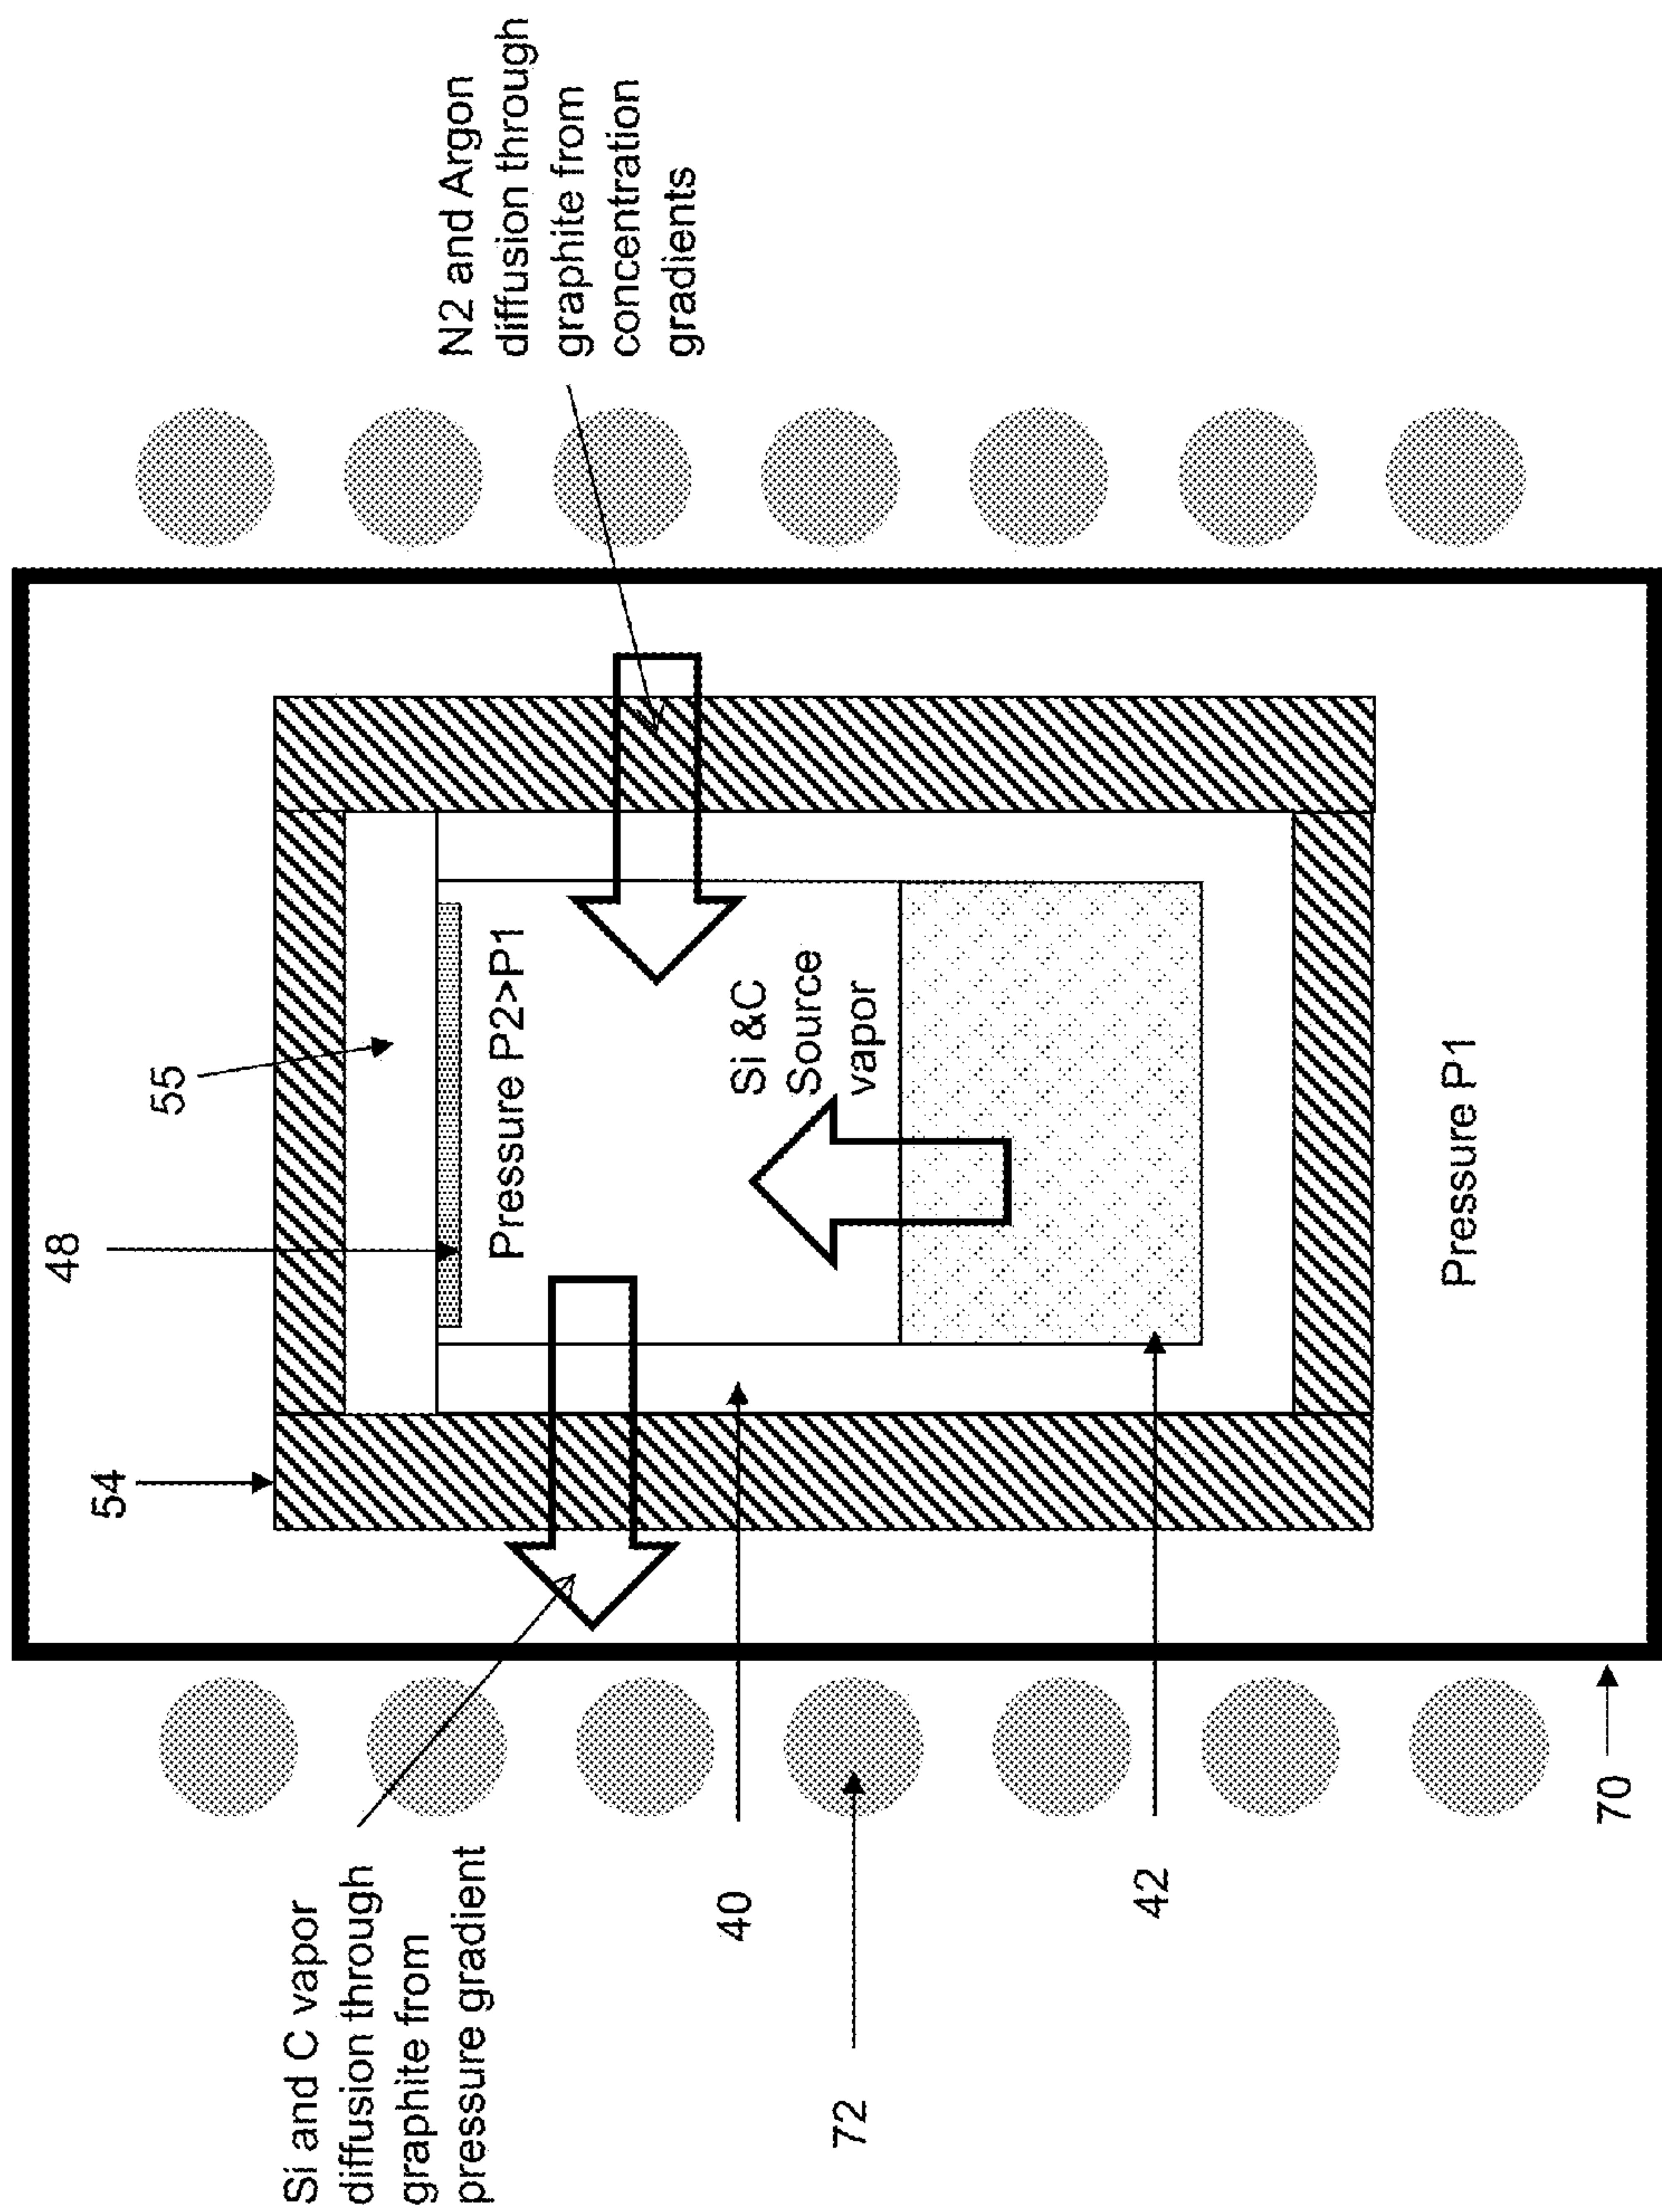 Si and C vapor
diffusion through
graphite from
pressure gradient
N2 and Argon
diffusion through
graphite from
concentration
gradients
54
48
55
Pressure P2>P1
Si &C
Source
vapor
Pressure P1
40
72
42
70